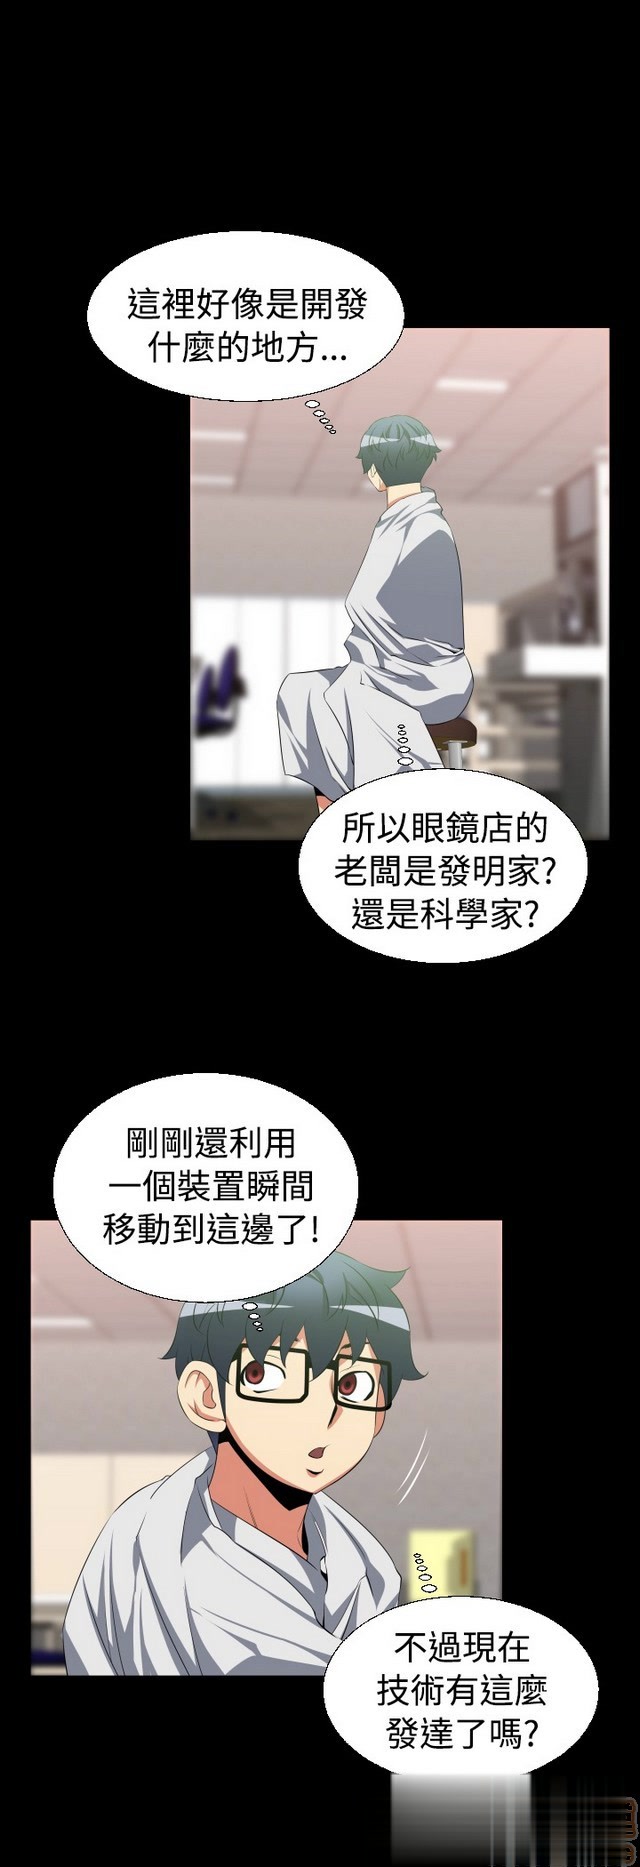 這裡好像是開發
什麼的地方...
所以眼鏡店的
老闆是發明家?
還是科學家?
剛剛還利用
一個裝置瞬間
移動到這邊了!
不過現在
技術有這麼
發達了嗎?